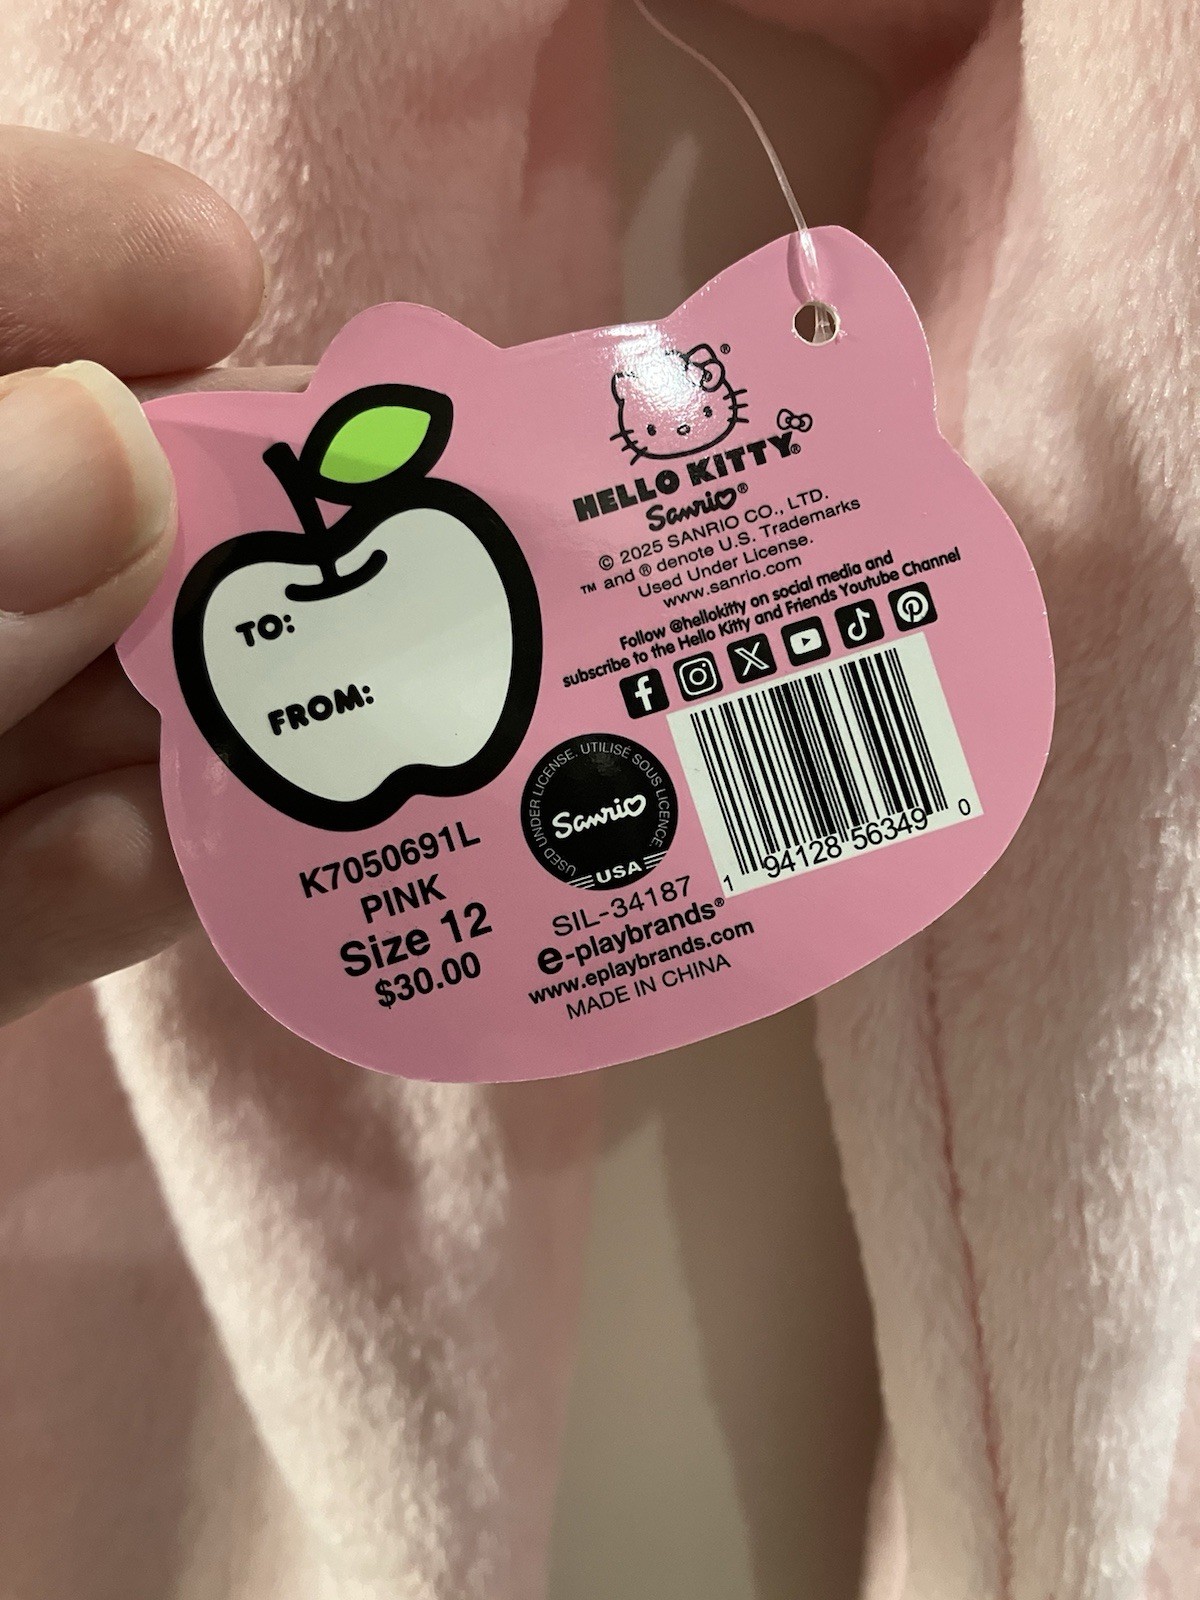 TO:
FROM:
HELLO KITTY®
Sanrio®
© 2025 SANRIO CO., LTD.
™ and ® denote U.S. Trademarks
Used Under License.
www.sanrio.com
Follow @hellokitty on social media and
subscribe to the Hello Kitty and Friends Youtube Channel
1 94128 56349 0
USED UNDER LICENSE. UTILISÉ SOUS LICENCE.
Sanrio
USA
K7050691L
PINK
Size 12
$30.00
SIL-34187
e-playbrands®
www.eplaybrands.com
MADE IN CHINA